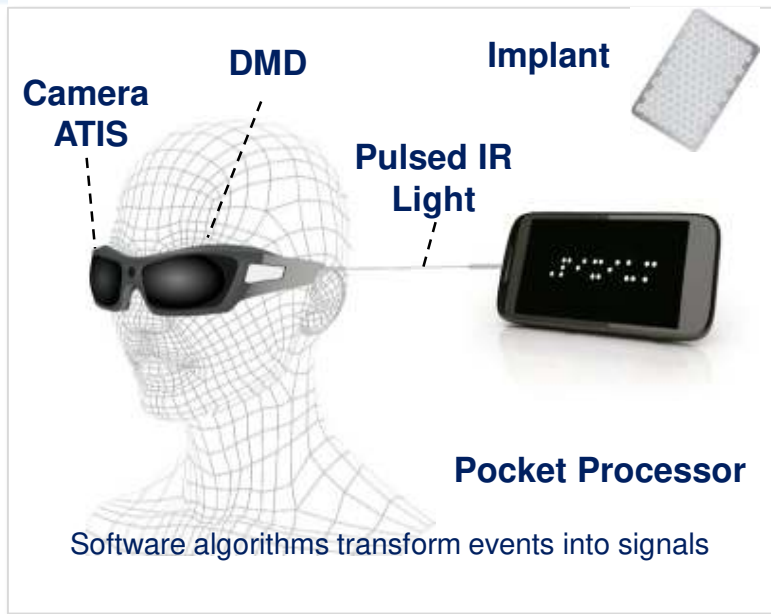 DMD
Implant
Camera
ATIS
Pulsed IR
Light
Pocket Processor
Software algorithms transform events into signals